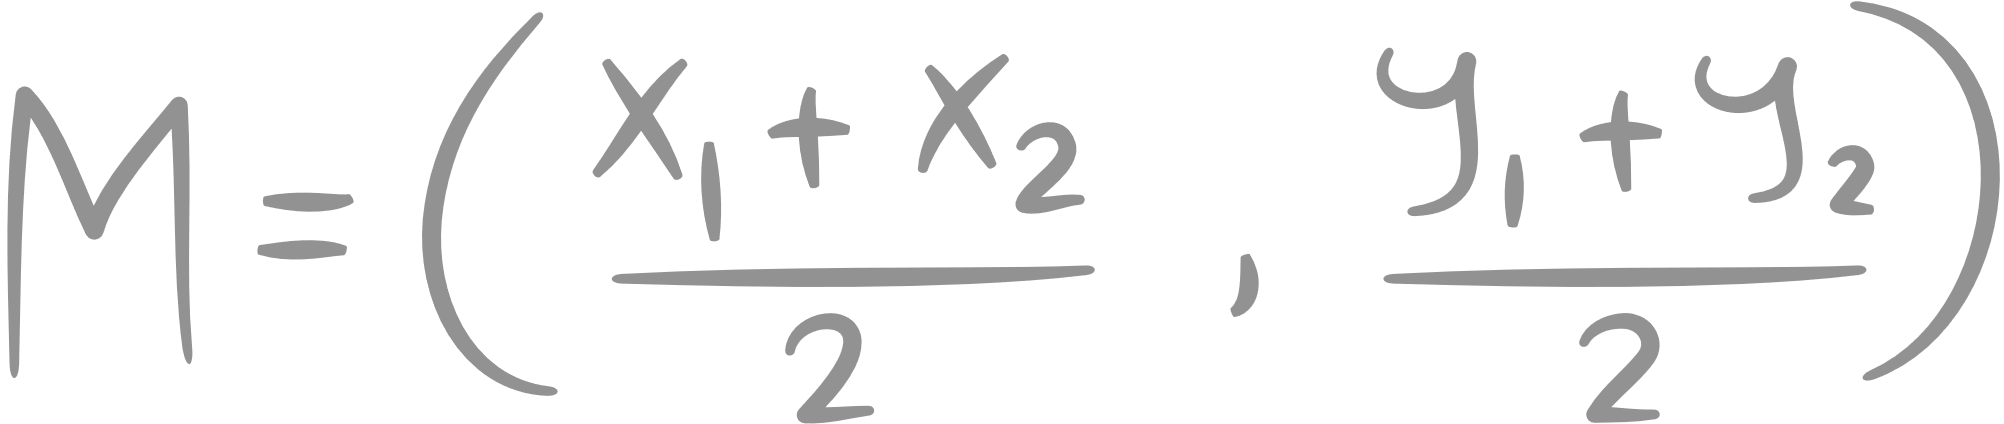 M = ( x₁ + x₂ / 2 , y₁ + y₂ / 2 )